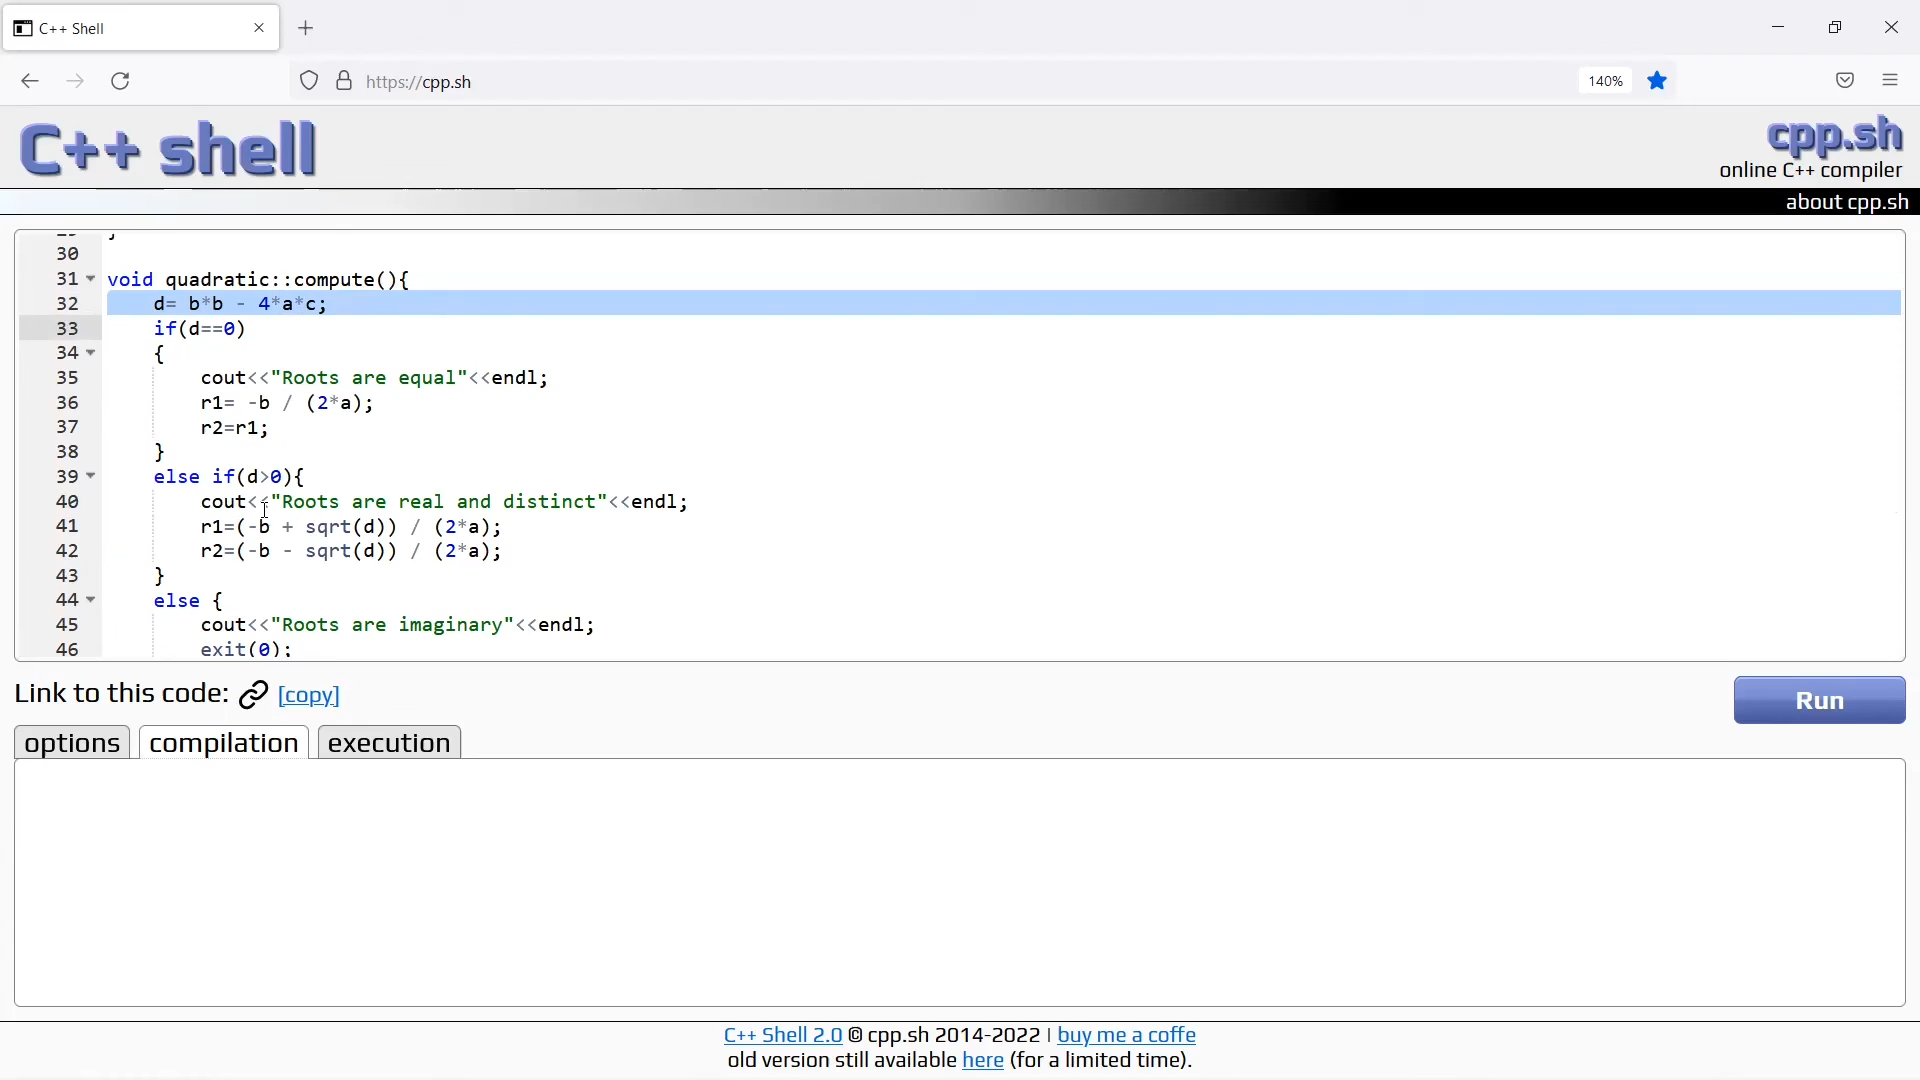 C++ Shell
https://cpp.sh
140%
C++ shell
cpp.sh
online C++ compiler
about cpp.sh
30
31 void quadratic::compute(){
32 d= b*b - 4*a*c;
33 if(d==0)
34 {
35 cout<<"Roots are equal"<<endl;
36 r1= -b / (2*a);
37 r2=r1;
38 }
39 else if(d>0){
40 cout<<"Roots are real and distinct"<<endl;
41 r1=(-b + sqrt(d)) / (2*a);
42 r2=(-b - sqrt(d)) / (2*a);
43 }
44 else {
45 cout<<"Roots are imaginary"<<endl;
46 exit(0);
Link to this code: [copy]
Run
options compilation execution
C++ Shell 2.0 © cpp.sh 2014-2022 | buy me a coffe
old version still available here (for a limited time).